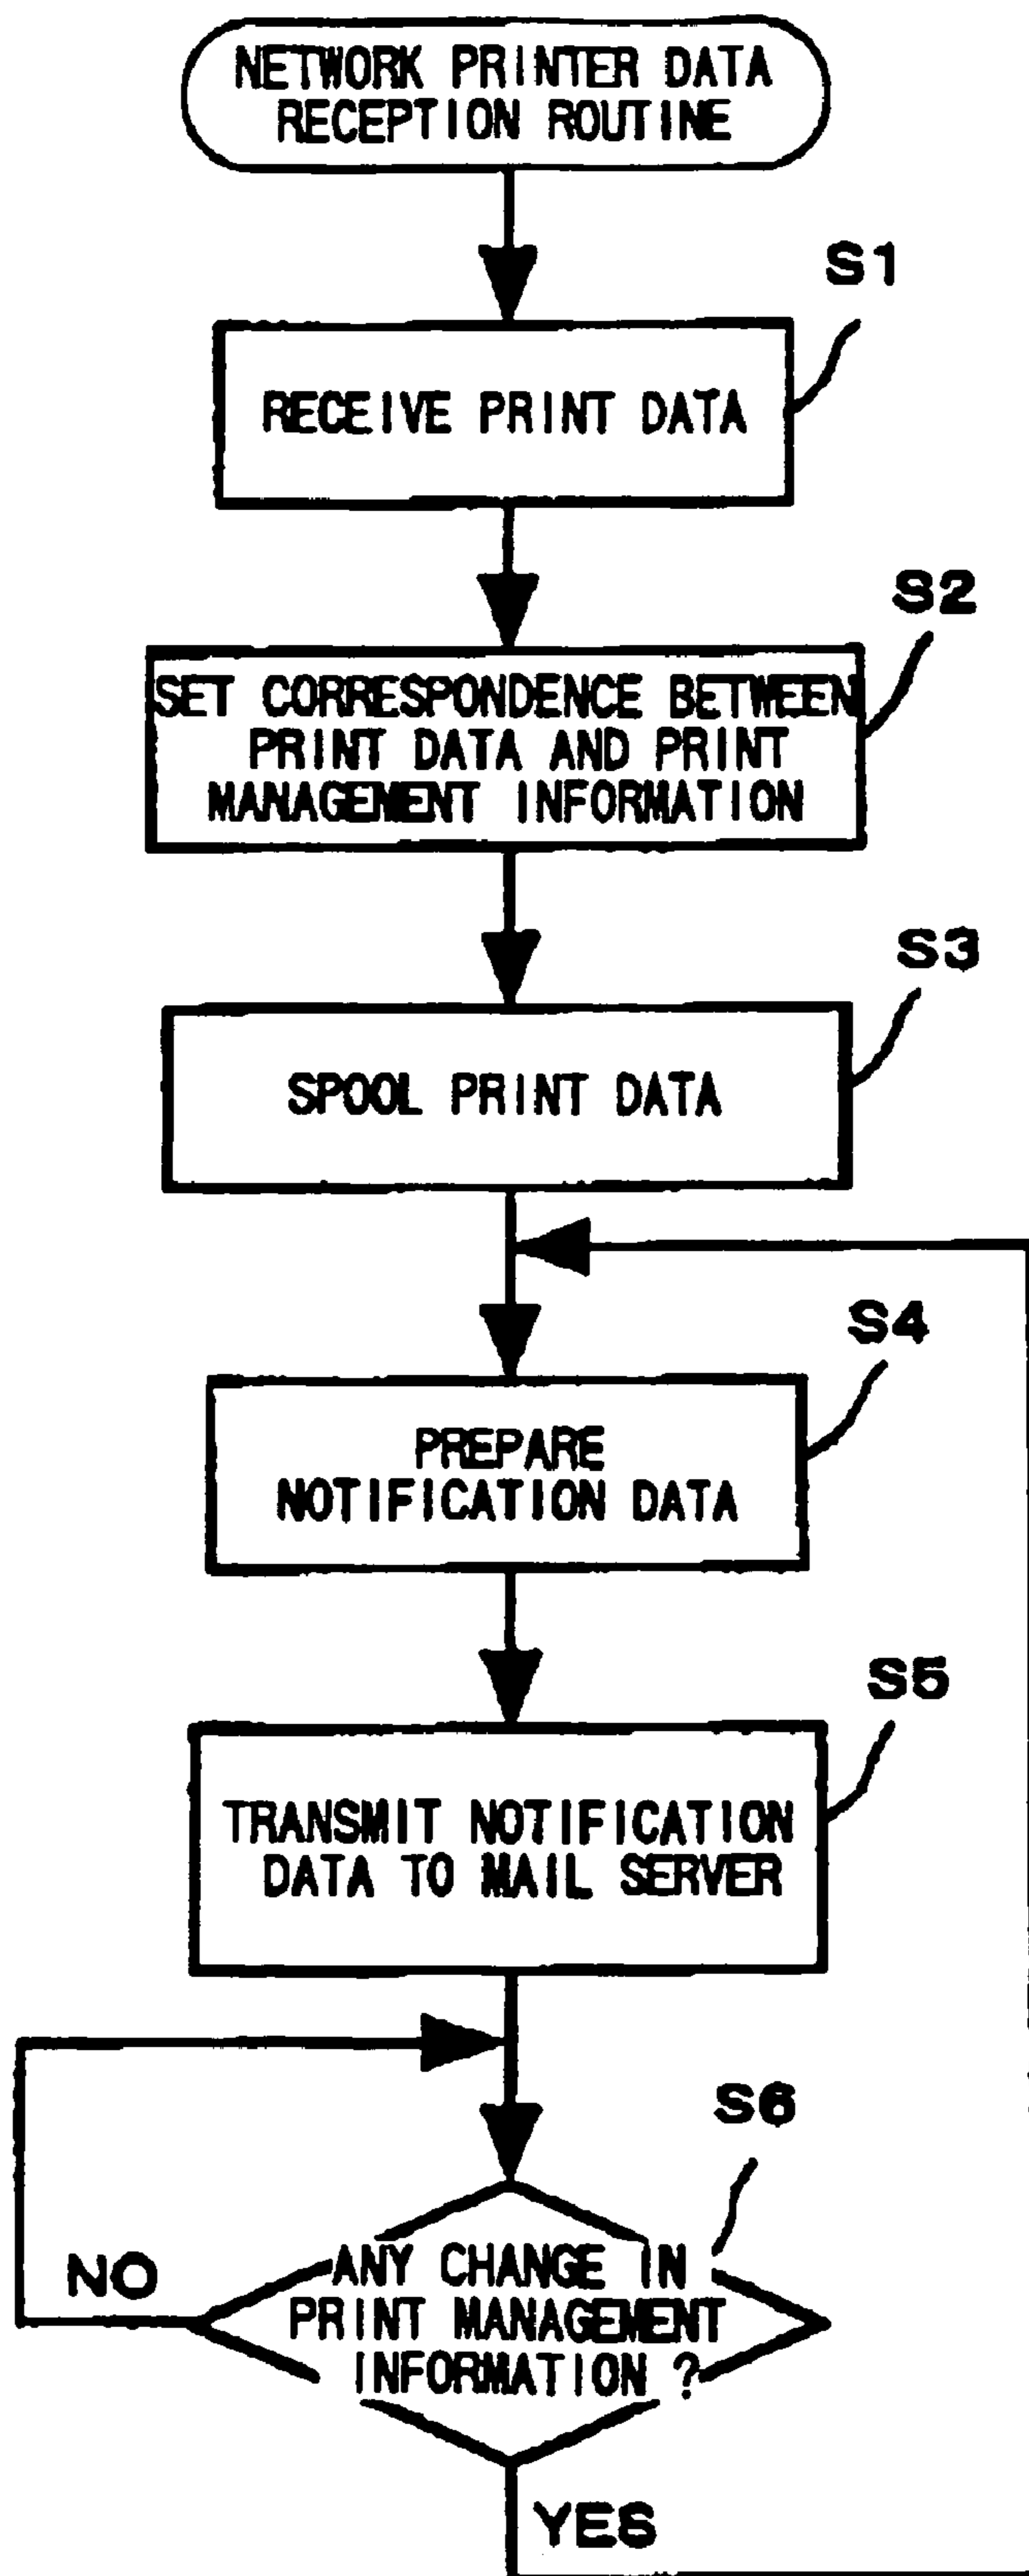 NETWORK PRINTER DATA
RECEPTION ROUTINE
S1
RECEIVE PRINT DATA
S2
SET CORRESPONDENCE BETWEEN
PRINT DATA AND PRINT
MANAGEMENT INFORMATION
S3
SPOOL PRINT DATA
S4
PREPARE
NOTIFICATION DATA
S5
TRANSMIT NOTIFICATION
DATA TO MAIL SERVER
S6
ANY CHANGE IN
PRINT MANAGEMENT
INFORMATION ?
NO
YES